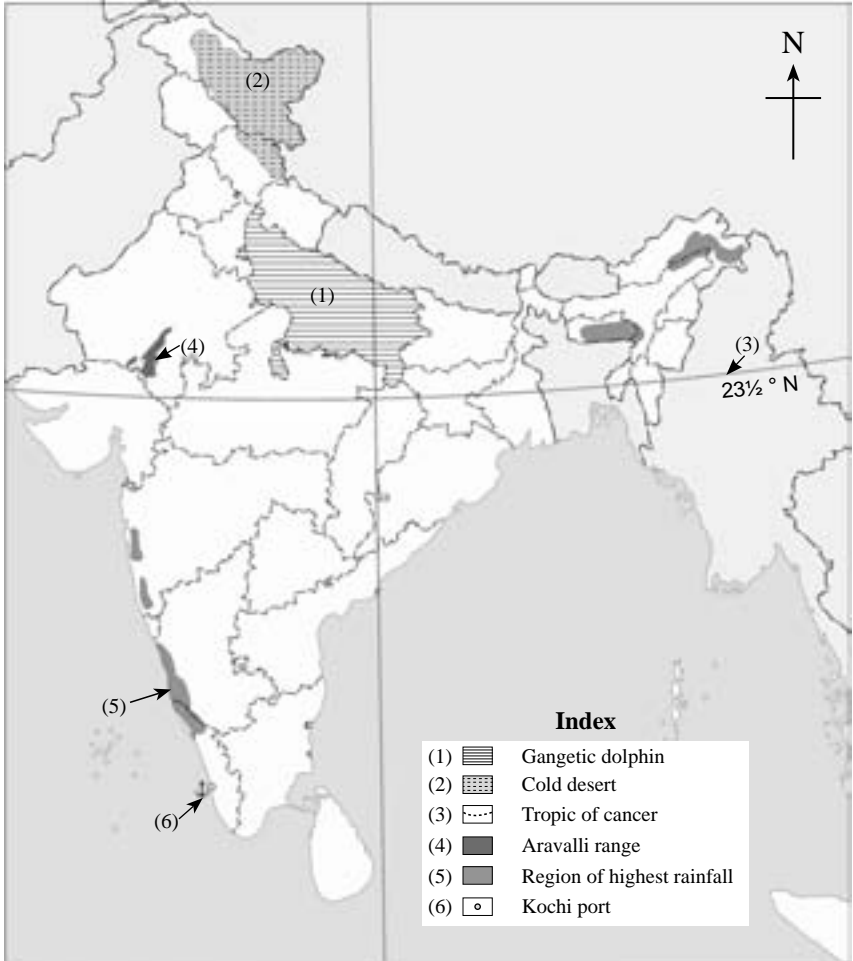 (2)
N
(1)
(4)
(3)
23½ ° N
(5)
(6)
Index
(1) Gangetic dolphin
(2) Cold desert
(3) Tropic of cancer
(4) Aravalli range
(5) Region of highest rainfall
(6) Kochi port